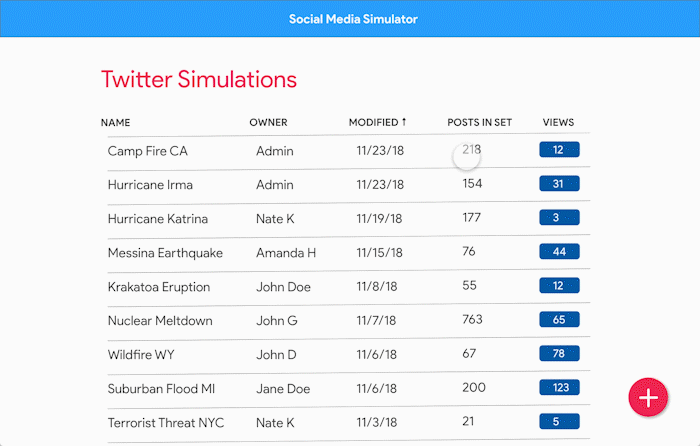 Social Media Simulator
Twitter Simulations
NAME OWNER MODIFIED ↑ POSTS IN SET VIEWS
Camp Fire CA Admin 11/23/18 218 12
Hurricane Irma Admin 11/23/18 154 31
Hurricane Katrina Nate K 11/19/18 177 3
Messina Earthquake Amanda H 11/15/18 76 44
Krakatoa Eruption John Doe 11/8/18 55 12
Nuclear Meltdown John G 11/7/18 763 65
Wildfire WY John D 11/6/18 67 78
Suburban Flood MI Jane Doe 11/6/18 200 123
Terrorist Threat NYC Nate K 11/3/18 21 5